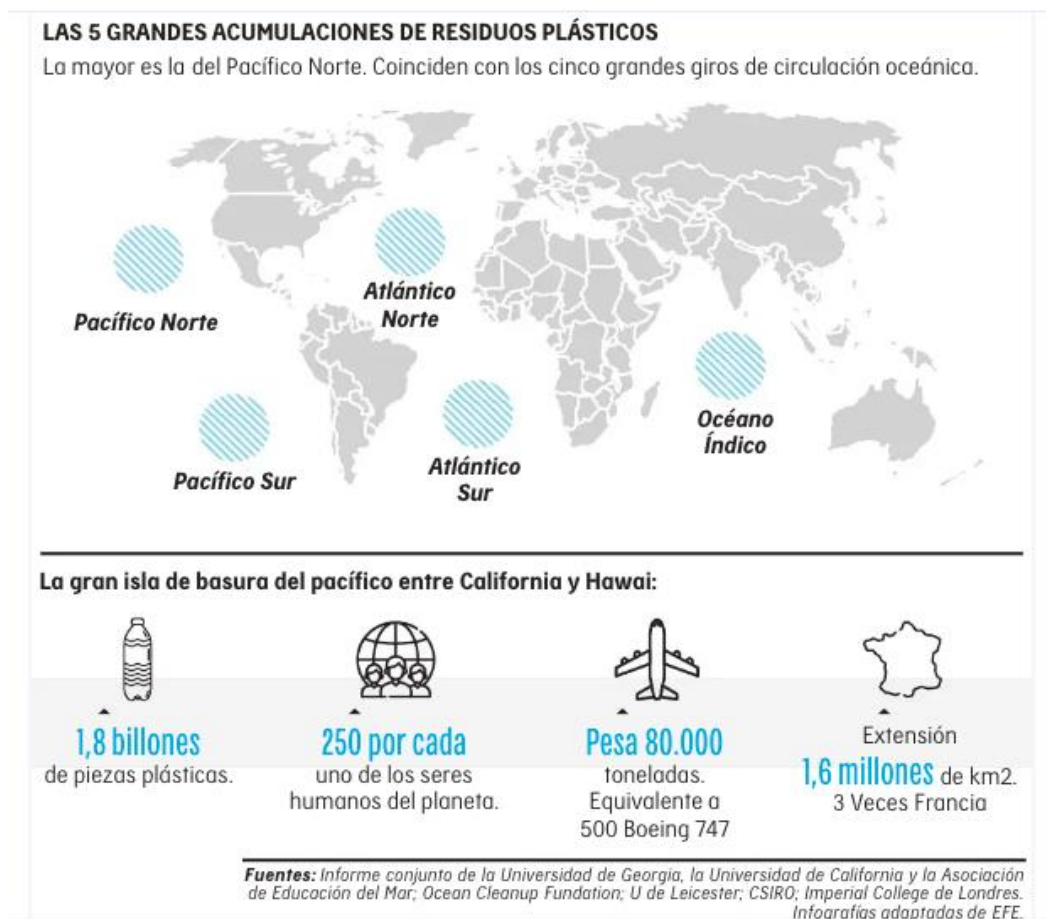 LAS 5 GRANDES ACUMULACIONES DE RESIDUOS PLÁSTICOS
La mayor es la del Pacífico Norte. Coinciden con los cinco grandes giros de circulación oceánica.
Pacífico Norte
Atlántico
Norte
Pacífico Sur
Atlántico
Sur
Océano
Índico
La gran isla de basura del pacífico entre California y Hawai:
1,8 billones
de piezas plásticas.
250 por cada
uno de los seres
humanos del planeta.
Pesa 80.000
toneladas.
Equivalente a
500 Boeing 747
Extensión
1,6 millones de km2.
3 Veces Francia
Fuentes: Informe conjunto de la Universidad de Georgia, la Universidad de California y la Asociación
de Educación del Mar; Ocean Cleanup Fundation; U de Leicester; CSIRO; Imperial College de Londres.
Infografías adaptadas de EFE.